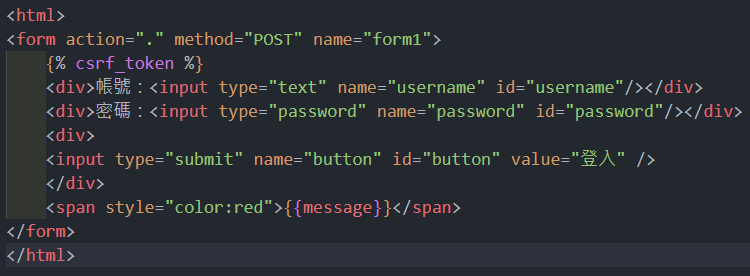 <html>
<form action="." method="POST" name="form1">
{% csrf_token %}
<div>帳號：<input type="text" name="username" id="username"/></div>
<div>密碼：<input type="password" name="password" id="password"/></div>
<div>
<input type="submit" name="button" id="button" value="登入" />
</div>
<span style="color:red">{{message}}</span>
</form>
</html>